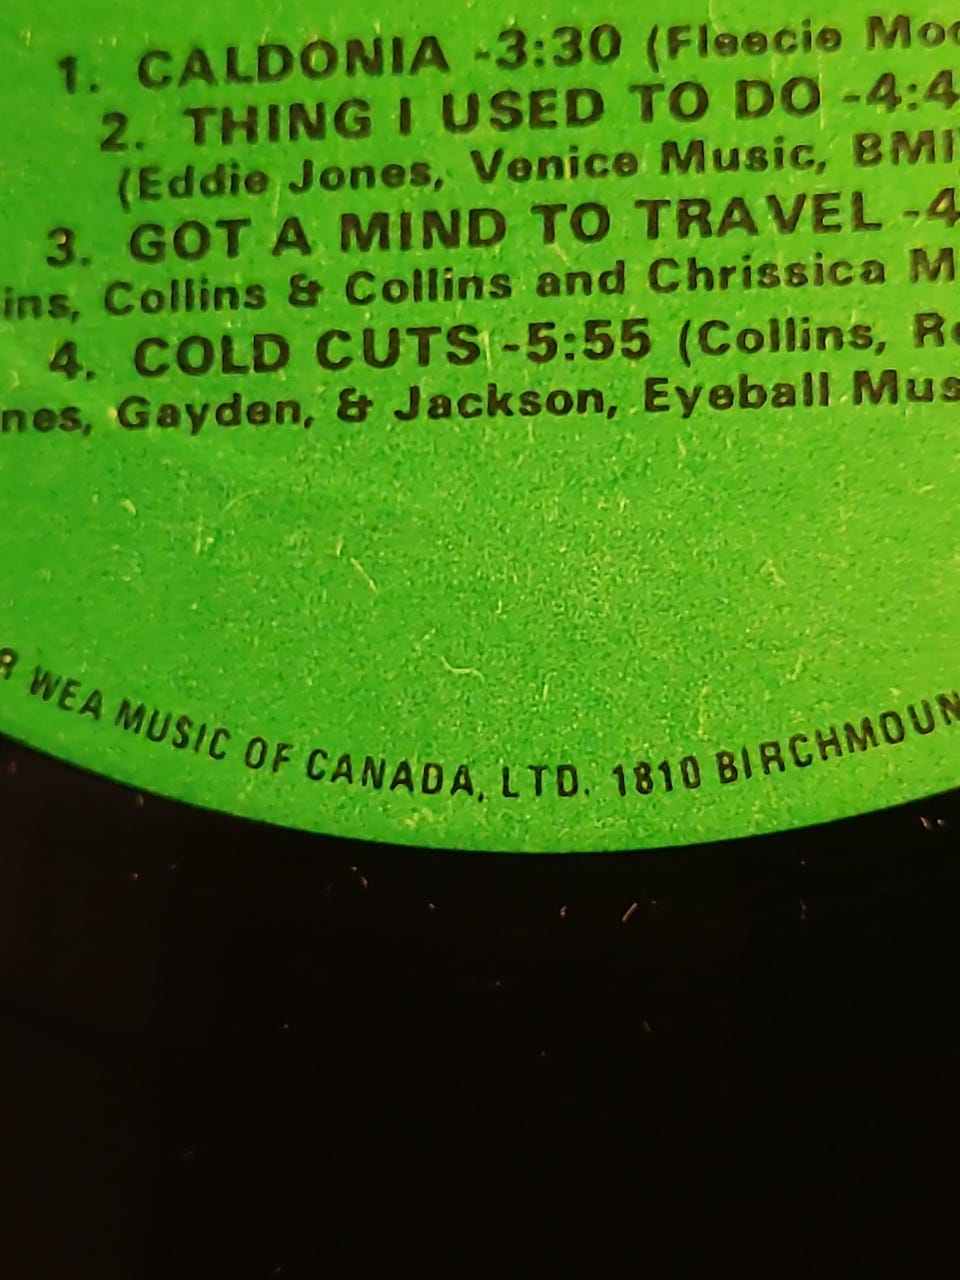 1. CALDONIA -3:30 (Fleecie Moo
2. THING I USED TO DO -4:4
(Eddie Jones, Venice Music, BMI
3. GOT A MIND TO TRAVEL -4
ins, Collins & Collins and Chrissica M
4. COLD CUTS -5:55 (Collins, Re
nes, Gayden, & Jackson, Eyeball Mus
R WEA MUSIC OF CANADA, LTD. 1810 BIRCHMOUN